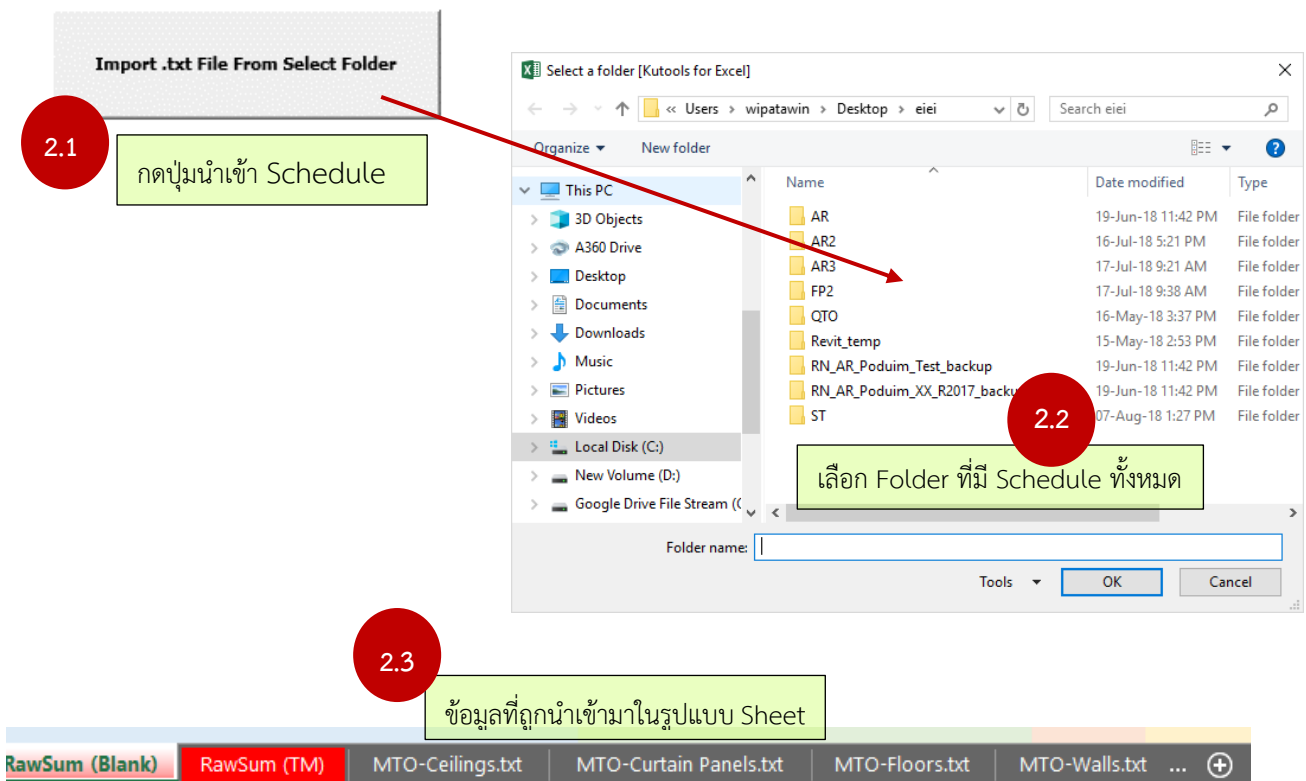 Import .txt File From Select Folder
2.1
กดปุ่มนำเข้า Schedule
Select a folder [Kutools for Excel]
« Users > wipatawin > Desktop > eiei
Search eiei
Organize
New folder
This PC
3D Objects
A360 Drive
Desktop
Documents
Downloads
Music
Pictures
Videos
Local Disk (C:)
New Volume (D:)
Google Drive File Stream (
Name Date modified Type
AR 19-Jun-18 11:42 PM File folder
AR2 16-Jul-18 5:21 PM File folder
AR3 17-Jul-18 9:21 AM File folder
FP2 17-Jul-18 9:38 AM File folder
QTO 16-May-18 3:37 PM File folder
Revit_temp 15-May-18 2:53 PM File folder
RN_AR_Poduim_Test_backup 19-Jun-18 11:42 PM File folder
RN_AR_Poduim_XX_R2017_backu 19-Jun-18 11:42 PM File folder
ST 07-Aug-18 1:27 PM File folder
2.2
เลือก Folder ที่มี Schedule ทั้งหมด
Folder name:
Tools OK Cancel
2.3
ข้อมูลที่ถูกนำเข้ามาในรูปแบบ Sheet
RawSum (Blank) RawSum (TM) MTO-Ceilings.txt MTO-Curtain Panels.txt MTO-Floors.txt MTO-Walls.txt ...